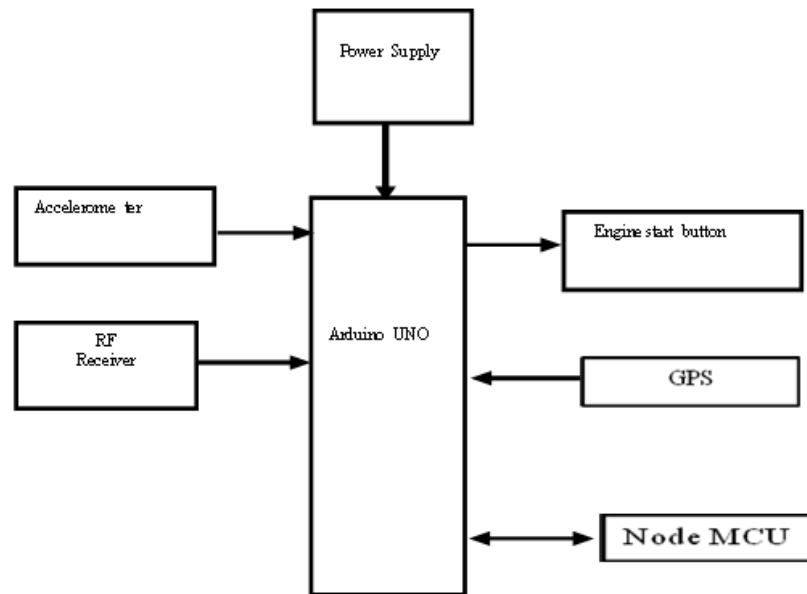 Power Supply
Accelerome ter
Engine start button
RF
Receiver
Arduino UNO
GPS
Node MCU